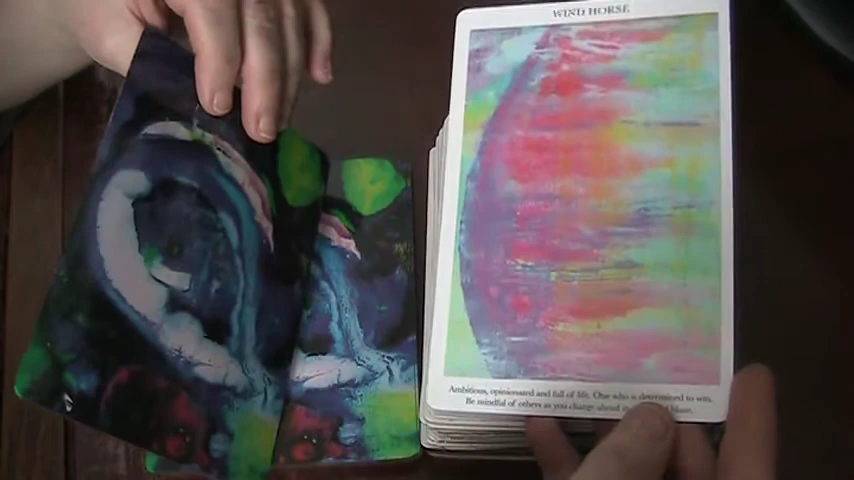 WIND HORSE
Ambitious, opinionated and full of life. One who is determined to win.
Be mindful of others as you charge ahead